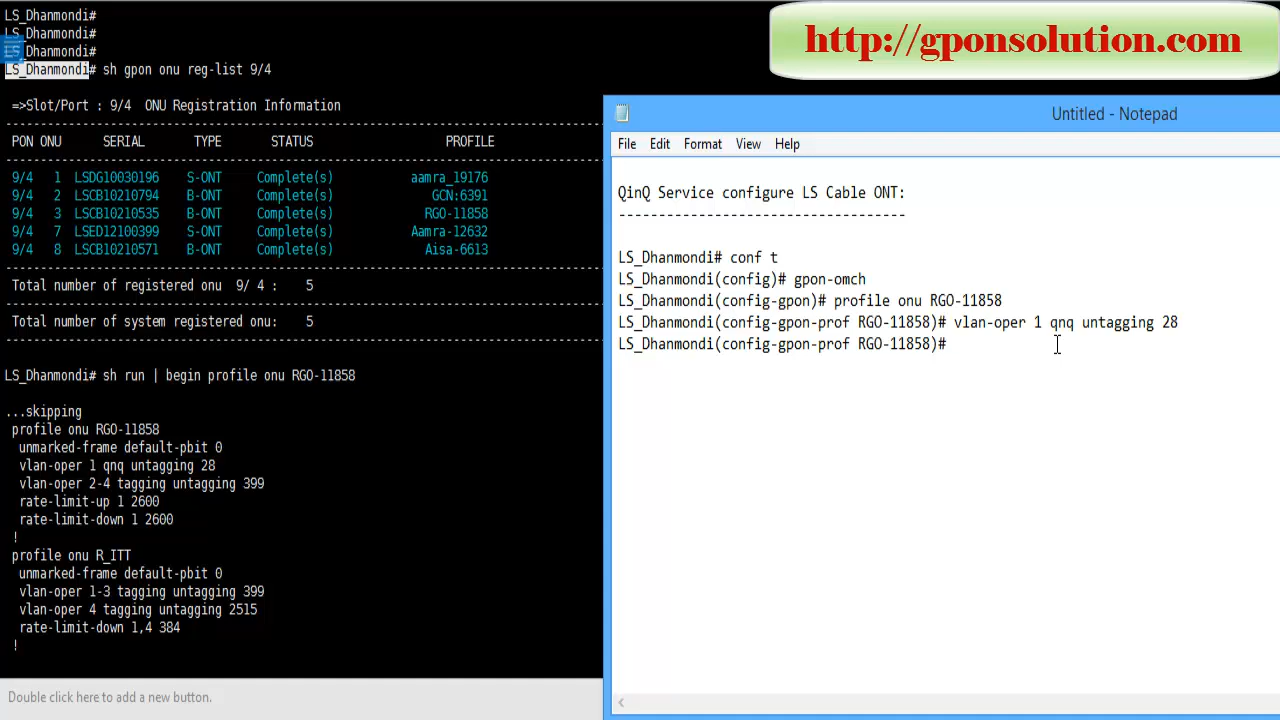 LS_Dhanmondi#
LS_Dhanmondi#
LS_Dhanmondi#
LS_Dhanmondi# sh gpon onu reg-list 9/4
=>Slot/Port : 9/4 ONU Registration Information
--------------------------------------------------------------------
PON ONU SERIAL TYPE STATUS PROFILE
--------------------------------------------------------------------
9/4 1 LSDG10030196 S-ONT Complete(s) aamra_19176
9/4 2 LSCB10210794 B-ONT Complete(s) GCN:6391
9/4 3 LSCB10210535 B-ONT Complete(s) RGO-11858
9/4 7 LSED12100399 S-ONT Complete(s) Aamra-12632
9/4 8 LSCB10210571 B-ONT Complete(s) Aisa-6613
--------------------------------------------------------------------
Total number of registered onu 9/ 4 : 5
--------------------------------------------------------------------
Total number of system registered onu: 5
--------------------------------------------------------------------
LS_Dhanmondi# sh run | begin profile onu RGO-11858
...skipping
profile onu RGO-11858
unmarked-frame default-pbit 0
vlan-oper 1 qnq untagging 28
vlan-oper 2-4 tagging untagging 399
rate-limit-up 1 2600
rate-limit-down 1 2600
!
profile onu R_ITT
unmarked-frame default-pbit 0
vlan-oper 1-3 tagging untagging 399
vlan-oper 4 tagging untagging 2515
rate-limit-down 1,4 384
!
Double click here to add a new button.
http://gponsolution.com
Untitled - Notepad
File Edit Format View Help
QinQ Service configure LS Cable ONT:
------------------------------------
LS_Dhanmondi# conf t
LS_Dhanmondi(config)# gpon-omch
LS_Dhanmondi(config-gpon)# profile onu RGO-11858
LS_Dhanmondi(config-gpon-prof RGO-11858)# vlan-oper 1 qnq untagging 28
LS_Dhanmondi(config-gpon-prof RGO-11858)#